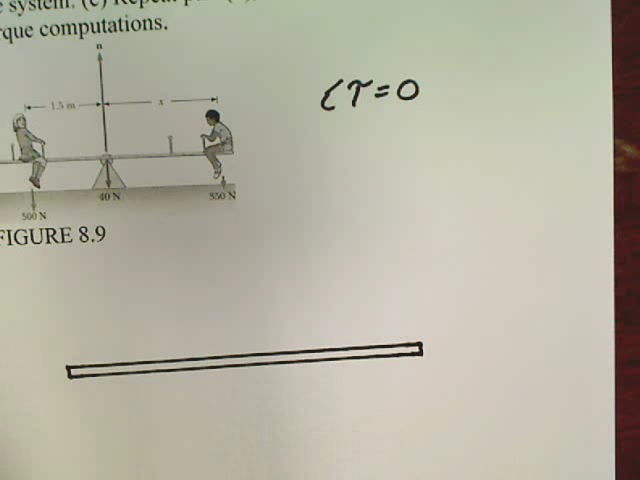 system. (c) Repeat
rque computations.
n
1.5 m
x
Στ=0
500 N
40 N
550 N
FIGURE 8.9